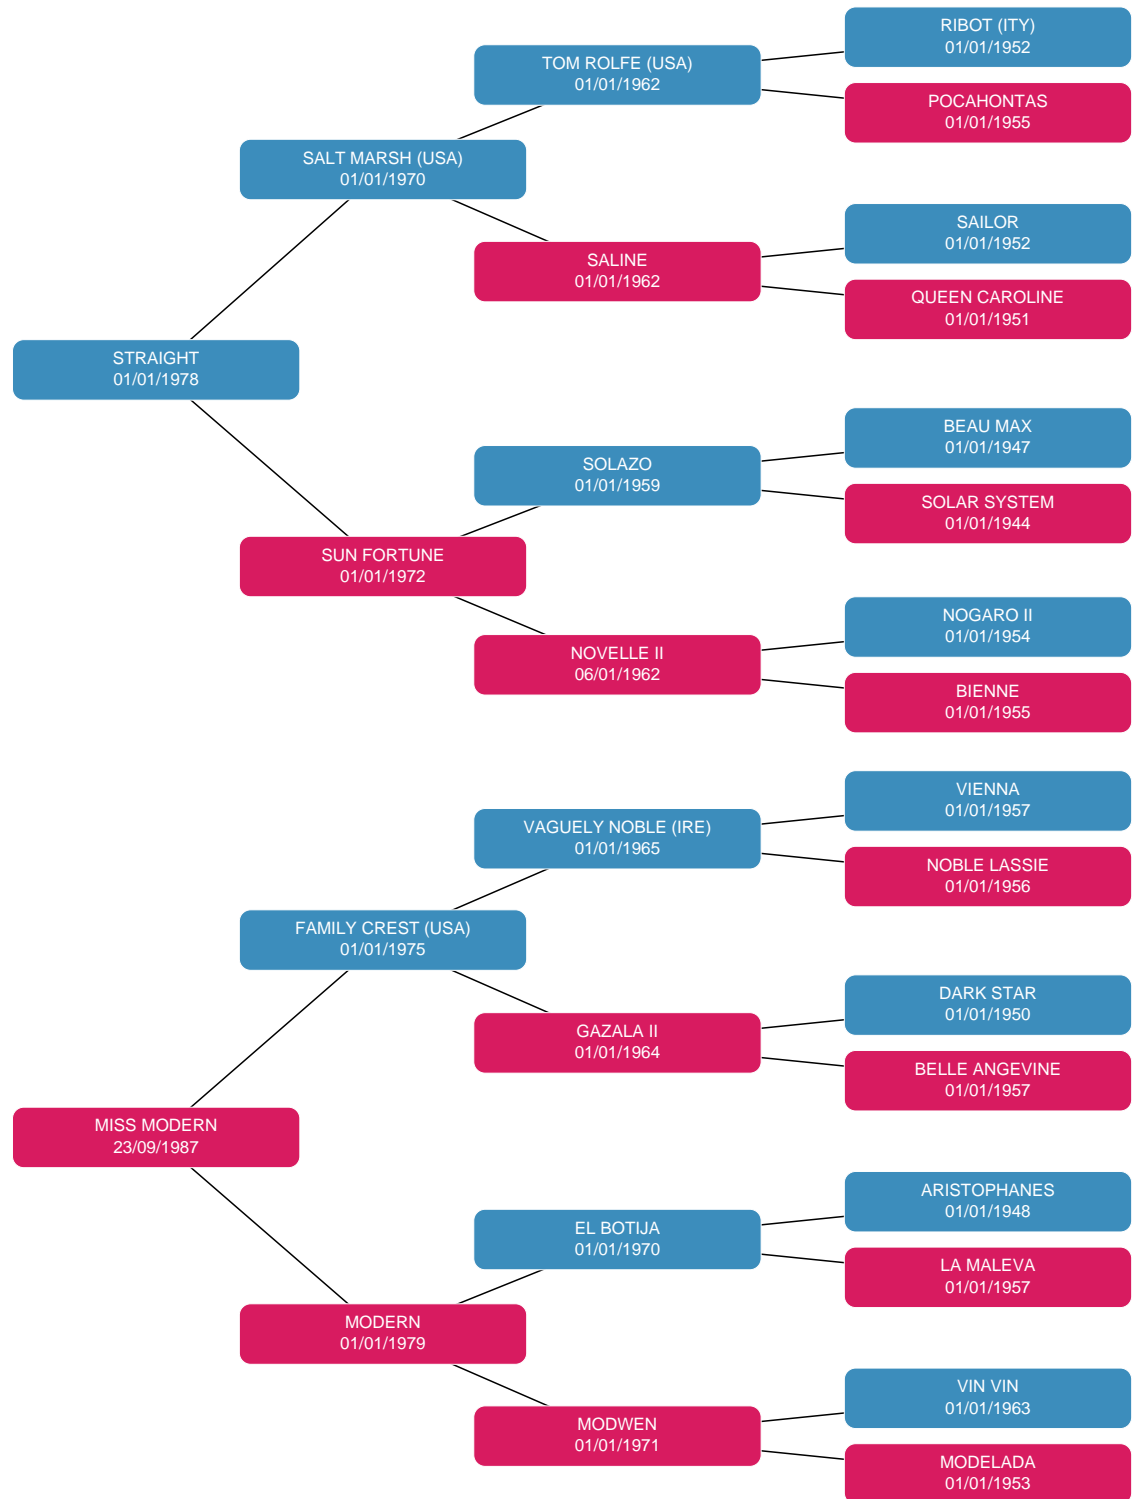 RIBOT (ITY)
01/01/1952
TOM ROLFE (USA)
01/01/1962
POCAHONTAS
01/01/1955
SALT MARSH (USA)
01/01/1970
SAILOR
01/01/1952
SALINE
01/01/1962
QUEEN CAROLINE
01/01/1951
STRAIGHT
01/01/1978
BEAU MAX
01/01/1947
SOLAZO
01/01/1959
SOLAR SYSTEM
01/01/1944
SUN FORTUNE
01/01/1972
NOGARO II
01/01/1954
NOVELLE II
06/01/1962
BIENNE
01/01/1955
VIENNA
01/01/1957
VAGUELY NOBLE (IRE)
01/01/1965
NOBLE LASSIE
01/01/1956
FAMILY CREST (USA)
01/01/1975
DARK STAR
01/01/1950
GAZALA II
01/01/1964
BELLE ANGEVINE
01/01/1957
MISS MODERN
23/09/1987
ARISTOPHANES
01/01/1948
EL BOTIJA
01/01/1970
LA MALEVA
01/01/1957
MODERN
01/01/1979
VIN VIN
01/01/1963
MODWEN
01/01/1971
MODELADA
01/01/1953